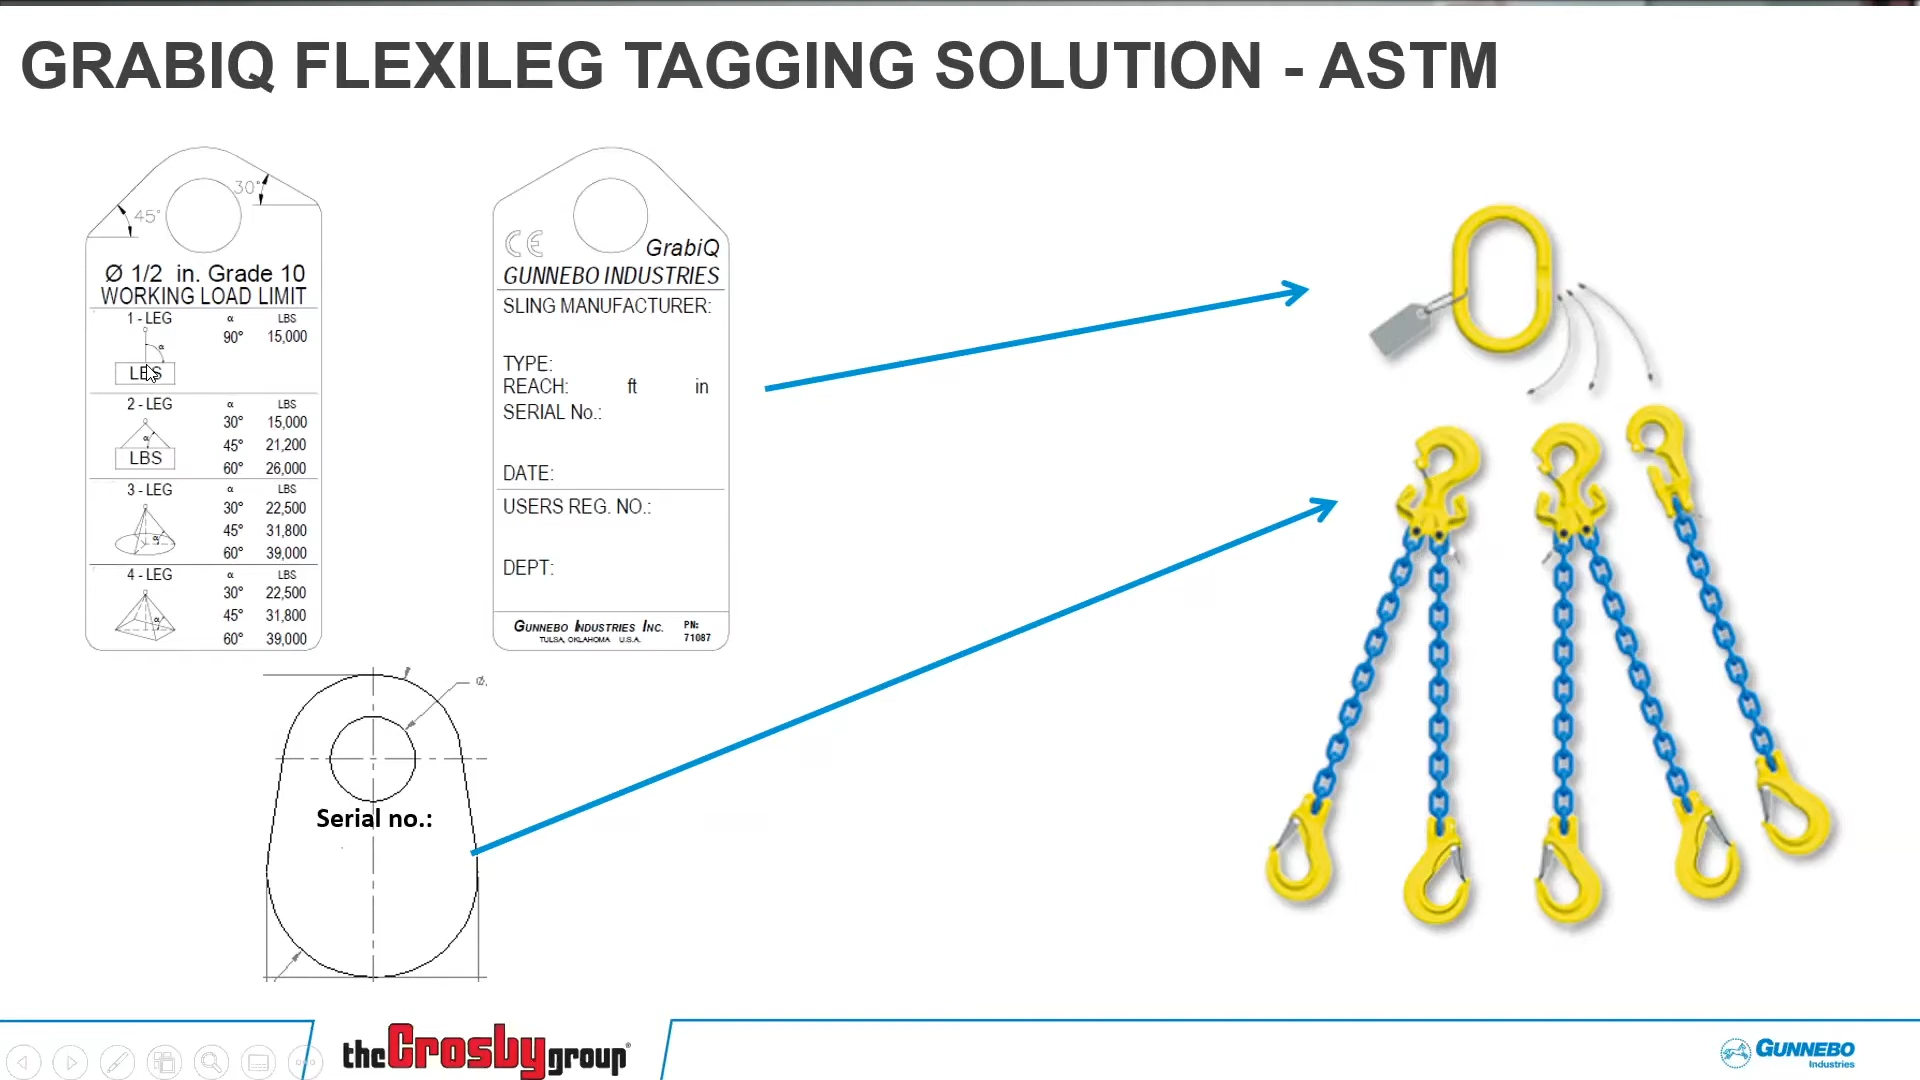 GRABIQ FLEXILEG TAGGING SOLUTION - ASTM
45°
30°
Ø 1/2 in. Grade 10
WORKING LOAD LIMIT
1 - LEG α LBS
90° 15,000
α
LBS
2 - LEG α LBS
30° 15,000
α 45° 21,200
LBS 60° 26,000
3 - LEG α LBS
30° 22,500
α 45° 31,800
60° 39,000
4 - LEG α LBS
30° 22,500
α 45° 31,800
60° 39,000
CE
GrabiQ
GUNNEBO INDUSTRIES
SLING MANUFACTURER:
TYPE:
REACH: ft in
SERIAL No.:
DATE:
USERS REG. NO.:
DEPT:
GUNNEBO INDUSTRIES INC. PN:
TULSA, OKLAHOMA U.S.A. 71087
Ø.
Serial no.:
theCrosbygroup®
GUNNEBO
Industries